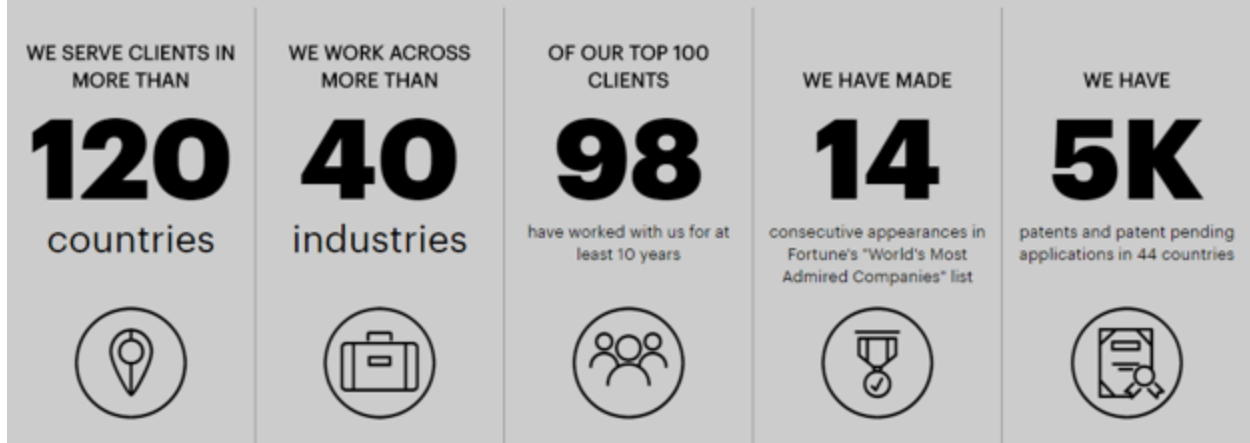 WE SERVE CLIENTS IN
MORE THAN
120
countries
WE WORK ACROSS
MORE THAN
40
industries
OF OUR TOP 100
CLIENTS
98
have worked with us for at
least 10 years
WE HAVE MADE
14
consecutive appearances in
Fortune's "World's Most
Admired Companies" list
WE HAVE
5K
patents and patent pending
applications in 44 countries